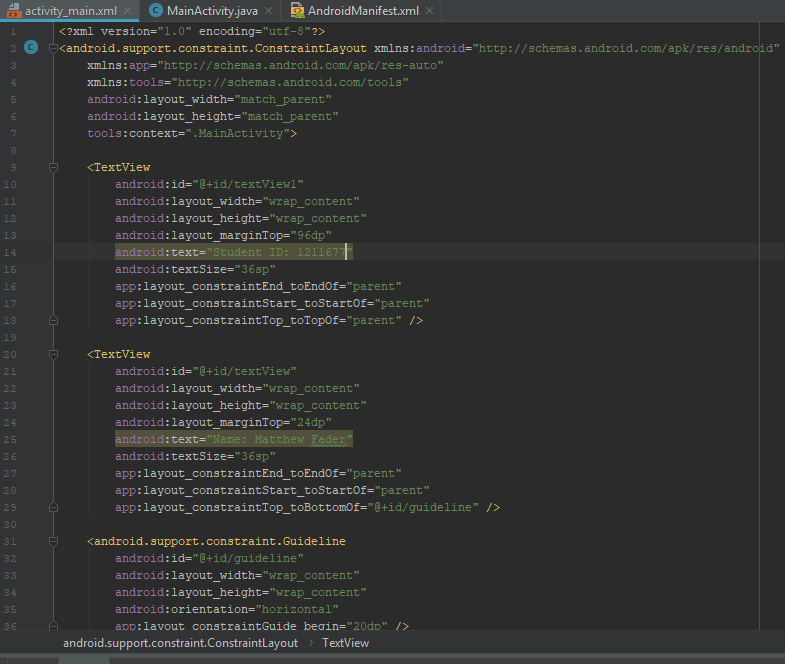 activity_main.xml MainActivity.java AndroidManifest.xml
1 <?xml version="1.0" encoding="utf-8"?>
2 <android.support.constraint.ConstraintLayout xmlns:android="http://schemas.android.com/apk/res/android"
3 xmlns:app="http://schemas.android.com/apk/res-auto"
4 xmlns:tools="http://schemas.android.com/tools"
5 android:layout_width="match_parent"
6 android:layout_height="match_parent"
7 tools:context=".MainActivity">
8
9 <TextView
10 android:id="@+id/textView1"
11 android:layout_width="wrap_content"
12 android:layout_height="wrap_content"
13 android:layout_marginTop="96dp"
14 android:text="Student ID: 1211677"
15 android:textSize="36sp"
16 app:layout_constraintEnd_toEndOf="parent"
17 app:layout_constraintStart_toStartOf="parent"
18 app:layout_constraintTop_toTopOf="parent" />
19
20 <TextView
21 android:id="@+id/textView"
22 android:layout_width="wrap_content"
23 android:layout_height="wrap_content"
24 android:layout_marginTop="24dp"
25 android:text="Name: Matthew Fader"
26 android:textSize="36sp"
27 app:layout_constraintEnd_toEndOf="parent"
28 app:layout_constraintStart_toStartOf="parent"
29 app:layout_constraintTop_toBottomOf="@+id/guideline" />
30
31 <android.support.constraint.Guideline
32 android:id="@+id/guideline"
33 android:layout_width="wrap_content"
34 android:layout_height="wrap_content"
35 android:orientation="horizontal"
36 app:layout_constraintGuide_begin="20dp" />
android.support.constraint.ConstraintLayout › TextView